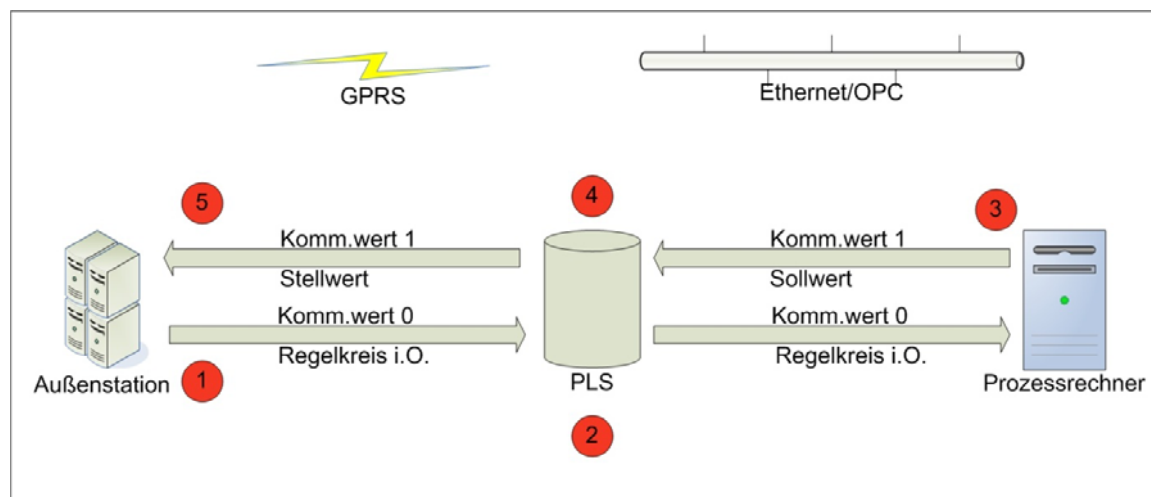 GPRS
Ethernet/OPC
5
4
3
Komm.wert 1
Stellwert
Komm.wert 1
Sollwert
Komm.wert 0
Regelkreis i.O.
Komm.wert 0
Regelkreis i.O.
Außenstation
1
PLS
Prozessrechner
2